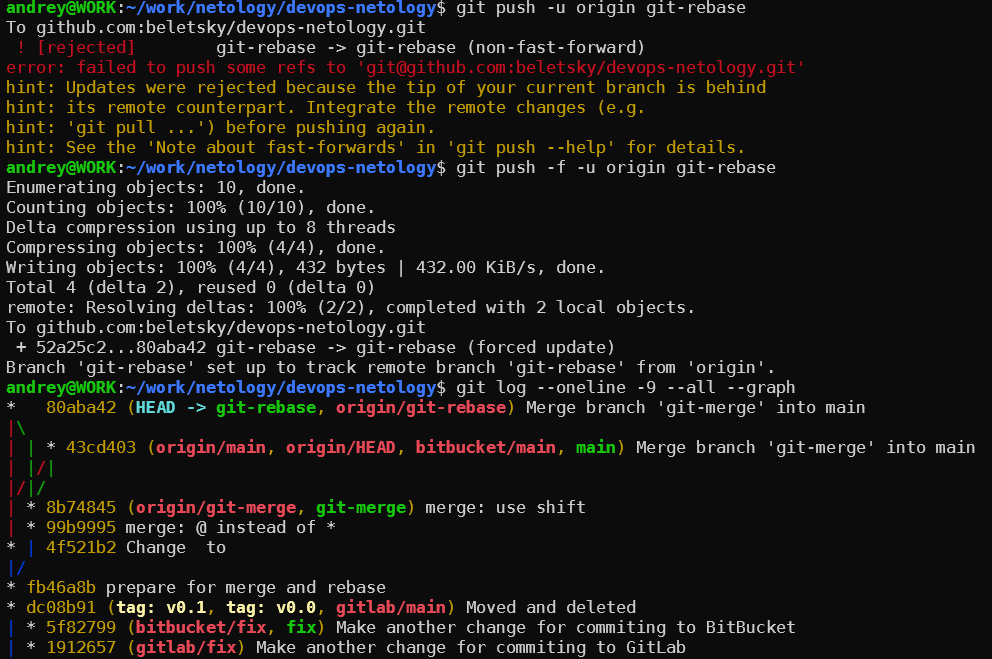 andrey@WORK:~/work/netology/devops-netology$ git push -u origin git-rebase
To github.com:beletsky/devops-netology.git
 ! [rejected]        git-rebase -> git-rebase (non-fast-forward)
error: failed to push some refs to 'git@github.com:beletsky/devops-netology.git'
hint: Updates were rejected because the tip of your current branch is behind
hint: its remote counterpart. Integrate the remote changes (e.g.
hint: 'git pull ...') before pushing again.
hint: See the 'Note about fast-forwards' in 'git push --help' for details.
andrey@WORK:~/work/netology/devops-netology$ git push -f -u origin git-rebase
Enumerating objects: 10, done.
Counting objects: 100% (10/10), done.
Delta compression using up to 8 threads
Compressing objects: 100% (4/4), done.
Writing objects: 100% (4/4), 432 bytes | 432.00 KiB/s, done.
Total 4 (delta 2), reused 0 (delta 0)
remote: Resolving deltas: 100% (2/2), completed with 2 local objects.
To github.com:beletsky/devops-netology.git
 + 52a25c2...80aba42 git-rebase -> git-rebase (forced update)
Branch 'git-rebase' set up to track remote branch 'git-rebase' from 'origin'.
andrey@WORK:~/work/netology/devops-netology$ git log --oneline -9 --all --graph
*   80aba42 (HEAD -> git-rebase, origin/git-rebase) Merge branch 'git-merge' into main
|\
| | * 43cd403 (origin/main, origin/HEAD, bitbucket/main, main) Merge branch 'git-merge' into main
| |/|
|/|/
| * 8b74845 (origin/git-merge, git-merge) merge: use shift
| * 99b9995 merge: @ instead of *
* | 4f521b2 Change  to
|/
* fb46a8b prepare for merge and rebase
* dc08b91 (tag: v0.1, tag: v0.0, gitlab/main) Moved and deleted
| * 5f82799 (bitbucket/fix, fix) Make another change for commiting to BitBucket
| * 1912657 (gitlab/fix) Make another change for commiting to GitLab